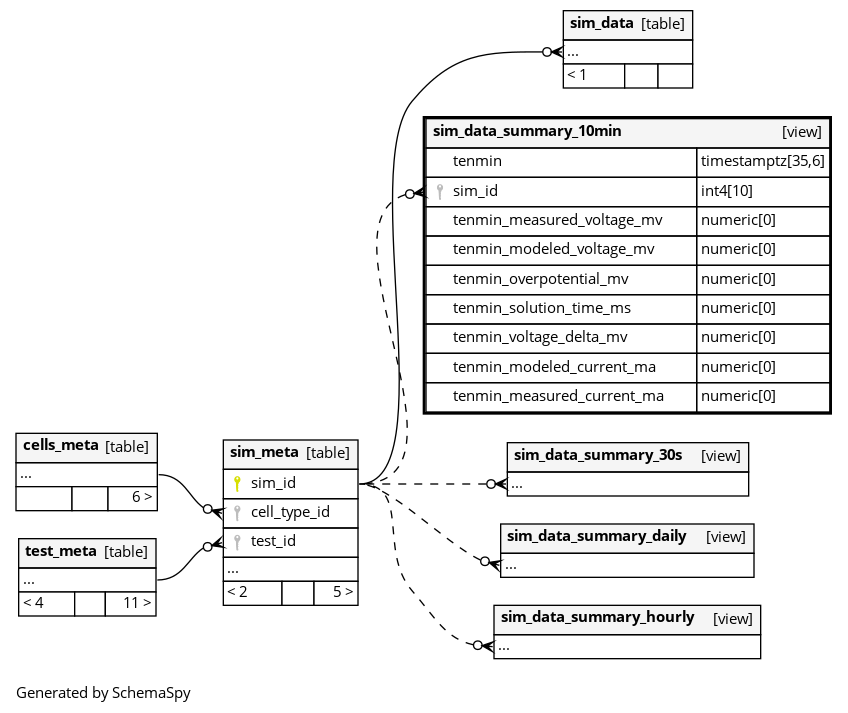 sim_data [table]
...
< 1
sim_data_summary_10min [view]
tenmin timestamptz[35,6]
sim_id int4[10]
tenmin_measured_voltage_mv numeric[0]
tenmin_modeled_voltage_mv numeric[0]
tenmin_overpotential_mv numeric[0]
tenmin_solution_time_ms numeric[0]
tenmin_voltage_delta_mv numeric[0]
tenmin_modeled_current_ma numeric[0]
tenmin_measured_current_ma numeric[0]
cells_meta [table]
...
6 >
test_meta [table]
...
< 4 11 >
sim_meta [table]
sim_id
cell_type_id
test_id
...
< 2 5 >
sim_data_summary_30s [view]
...
sim_data_summary_daily [view]
...
sim_data_summary_hourly [view]
...
Generated by SchemaSpy